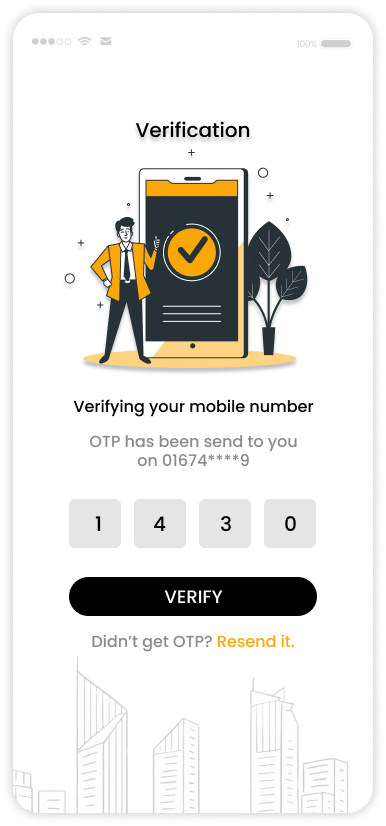 100%
Verification
Verifying your mobile number
OTP has been send to you
on 01674****9
1 4 3 0
VERIFY
Didn't get OTP? Resend it.